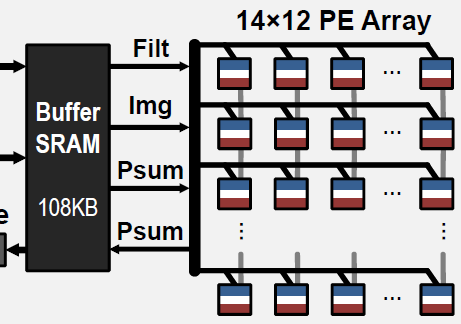 14×12 PE Array
Filt
Img
Buffer
SRAM
Psum
108KB
Psum
e
...
...
...
...
...
...